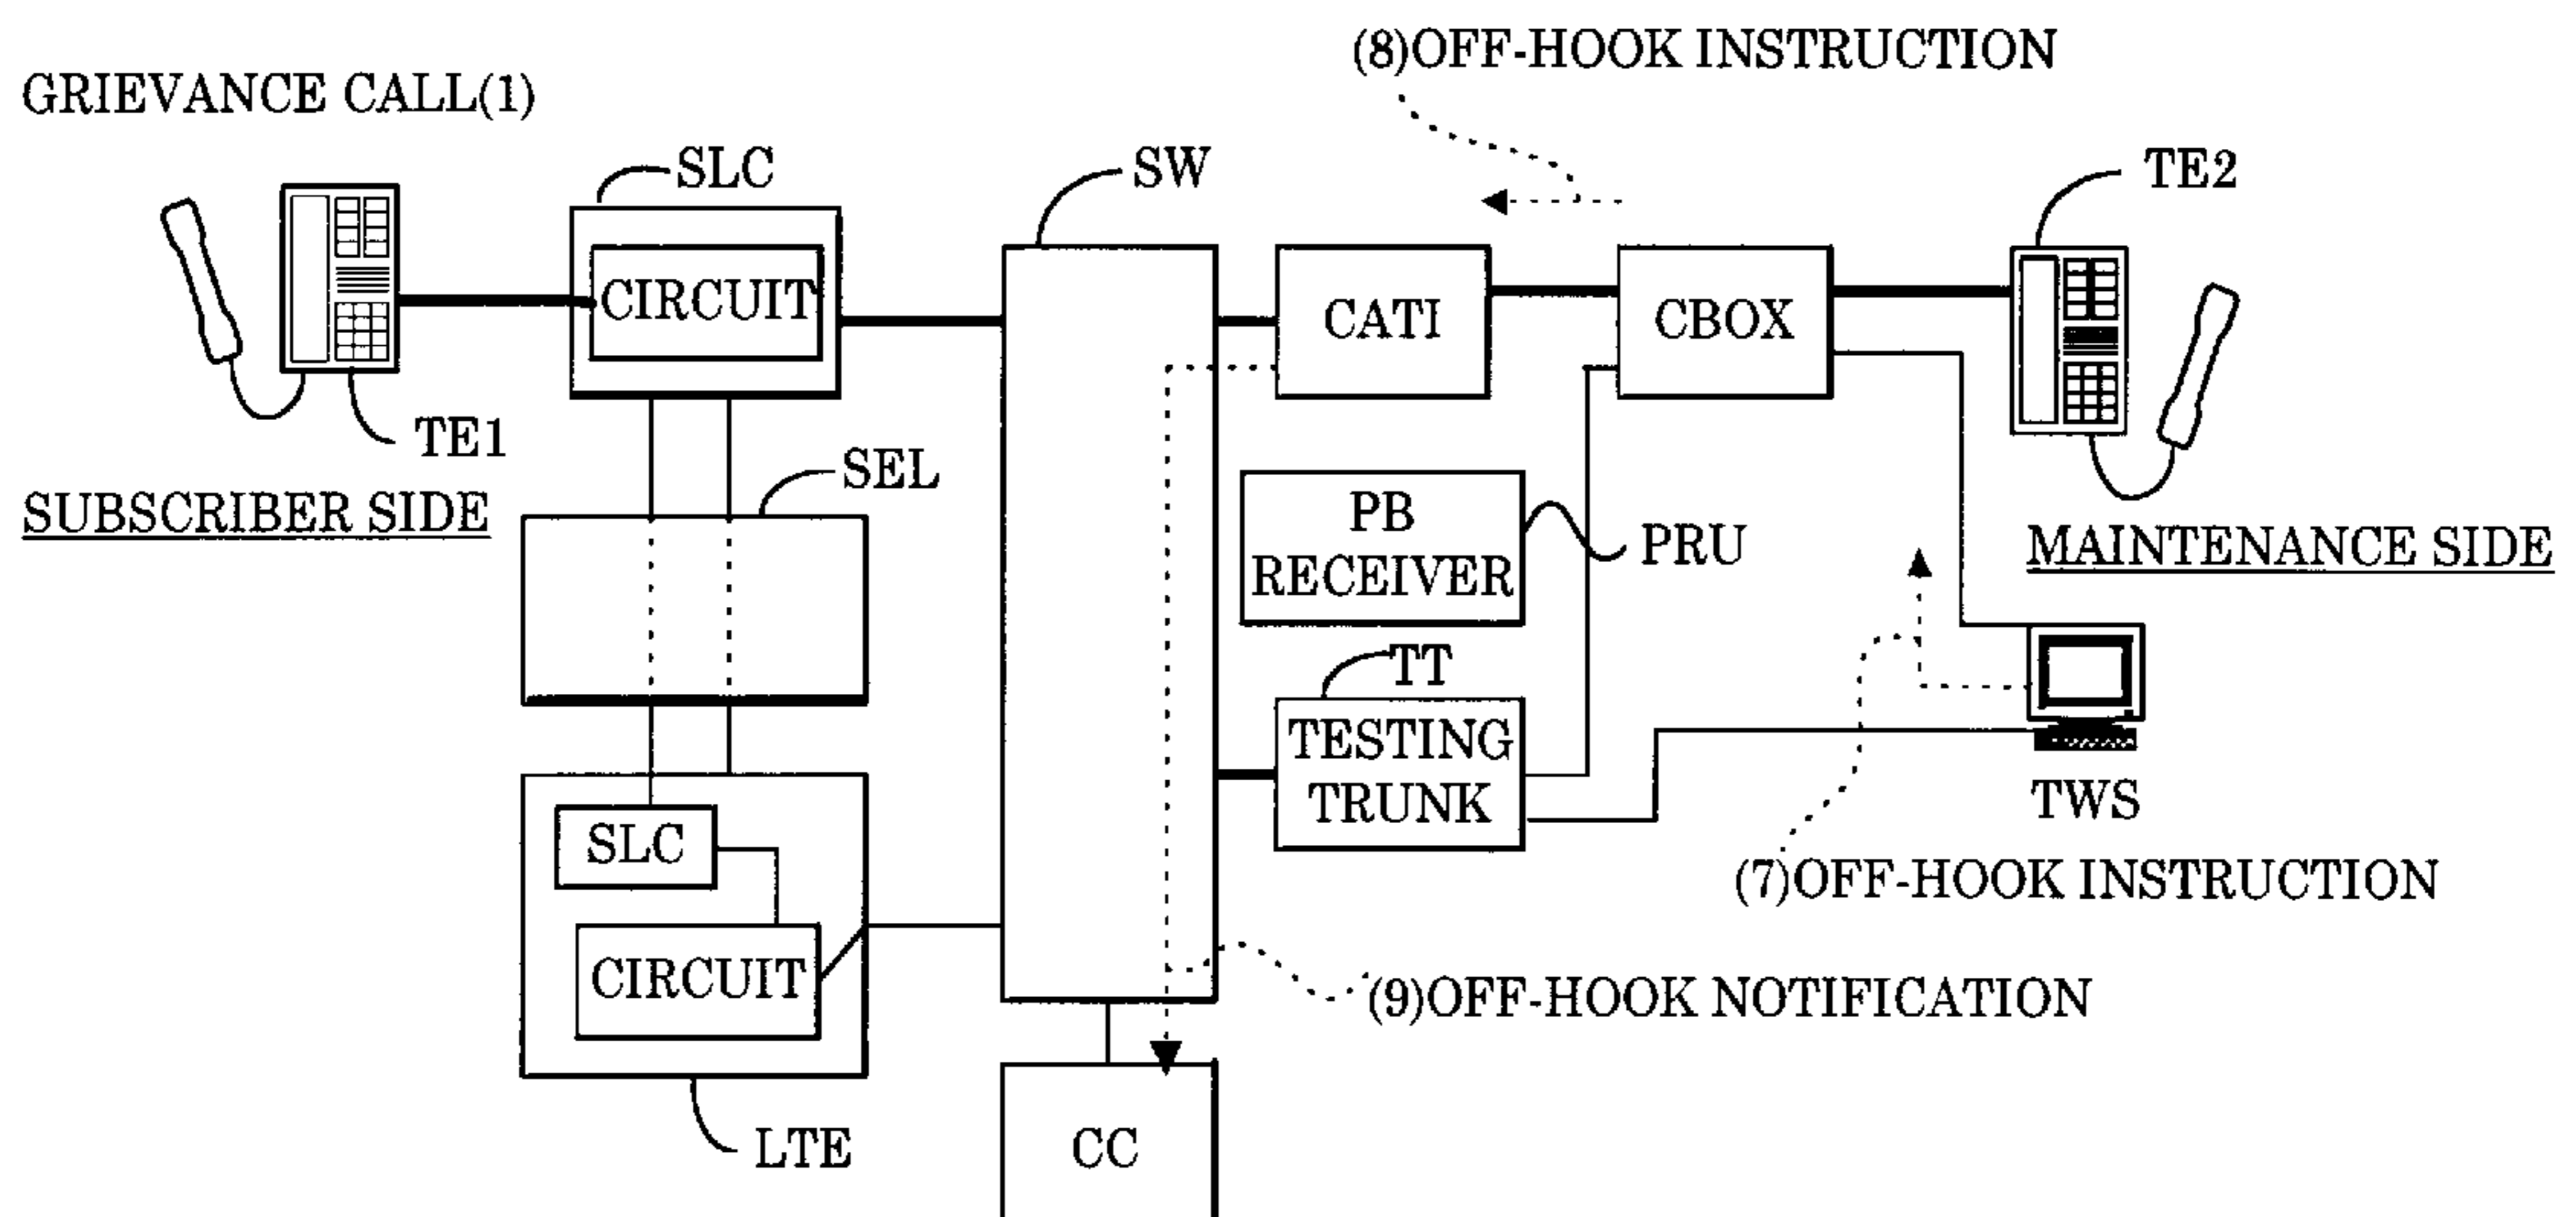 (8)OFF-HOOK INSTRUCTION
GRIEVANCE CALL(1)
SLC
SW
TE2
CIRCUIT
CATI
CBOX
TE1
SEL
SUBSCRIBER SIDE
PB
RECEIVER
PRU
MAINTENANCE SIDE
TT
TESTING
TRUNK
TWS
SLC
(7)OFF-HOOK INSTRUCTION
CIRCUIT
(9)OFF-HOOK NOTIFICATION
LTE
CC